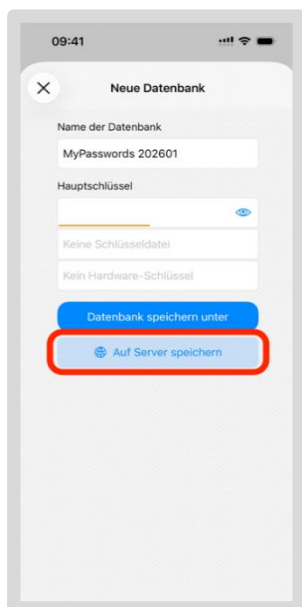 09:41
Neue Datenbank
Name der Datenbank
MyPasswords 202601
Hauptschlüssel
Keine Schlüsseldatei
Kein Hardware-Schlüssel
Datenbank speichern unter
Auf Server speichern